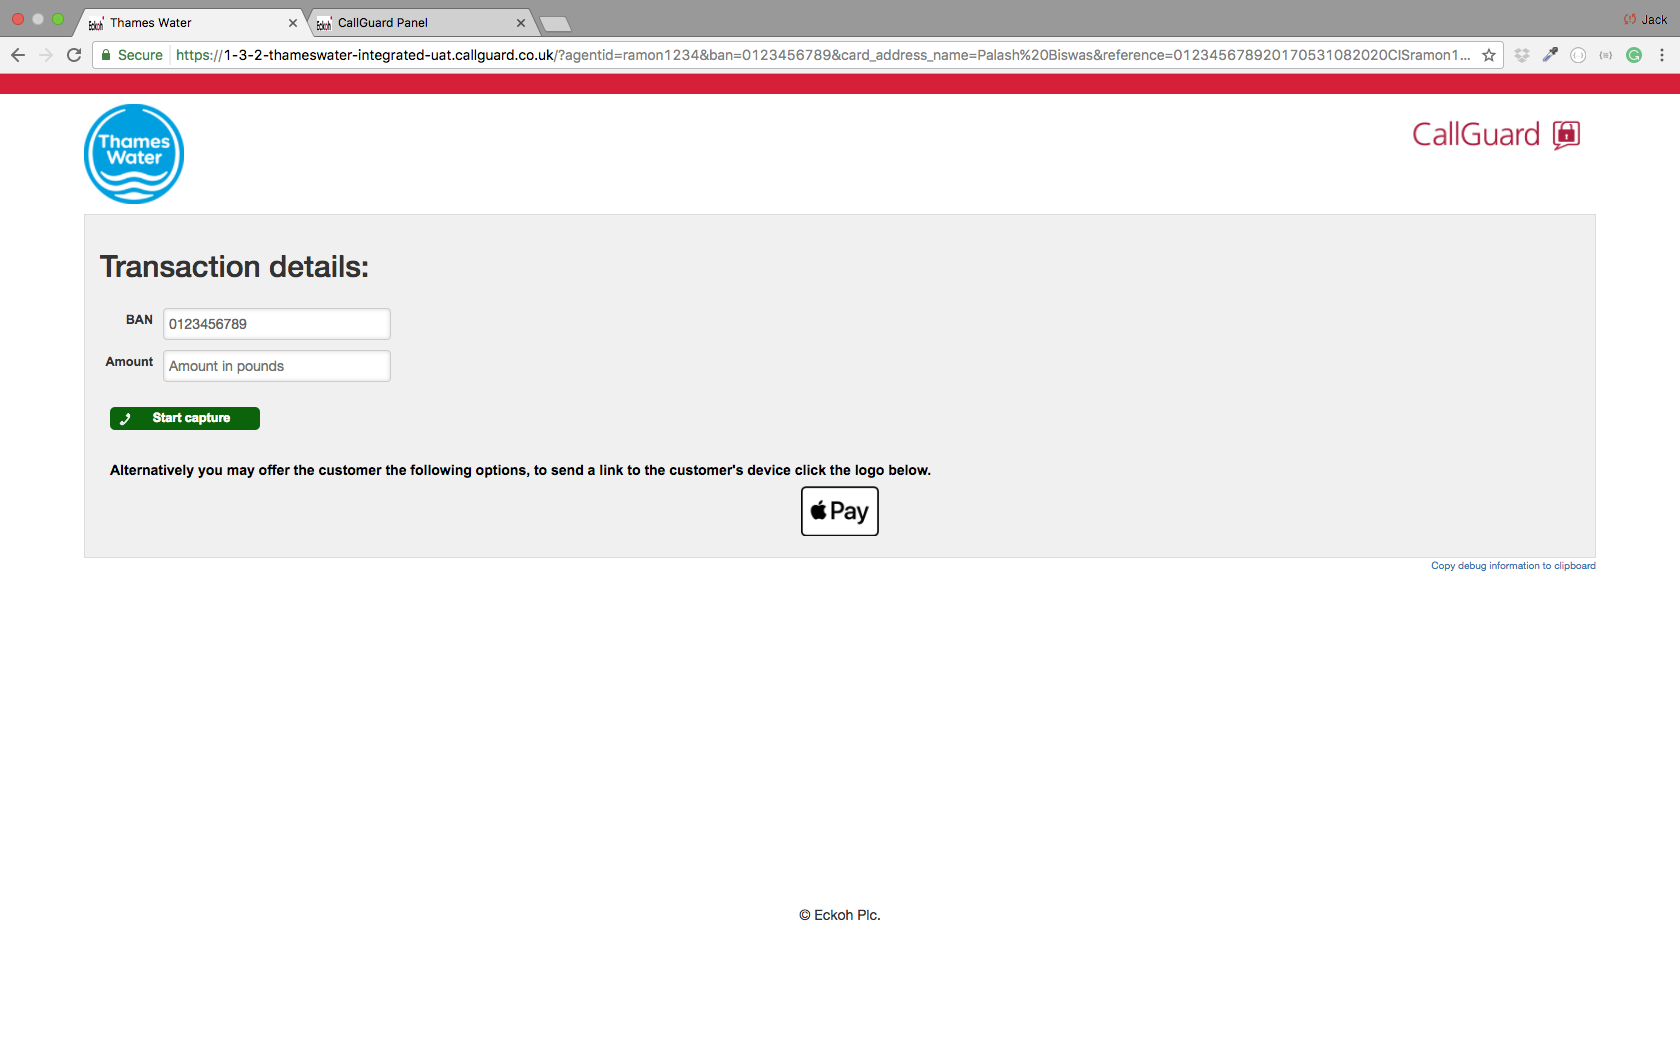 Eckoh Thames Water
Eckoh CallGuard Panel
Jack
Secure https://1-3-2-thameswater-integrated-uat.callguard.co.uk/?agentid=ramon1234&ban=0123456789&card_address_name=Palash%20Biswas&reference=012345678920170531082020CISramon1...
Thames
Water
CallGuard
Transaction details:
BAN 0123456789
Amount Amount in pounds
Start capture
Alternatively you may offer the customer the following options, to send a link to the customer's device click the logo below.
Pay
Copy debug information to clipboard
© Eckoh Plc.